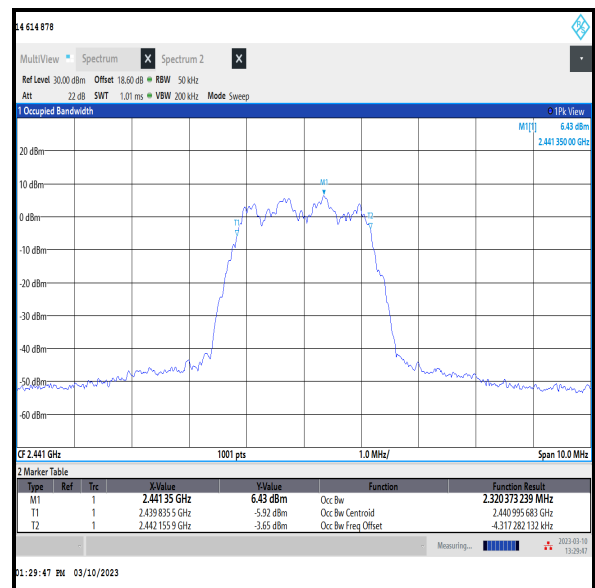 14 614 878
R S
MultiView Spectrum X Spectrum 2 X
Ref Level 30.00 dBm Offset 18.60 dB RBW 50 kHz
Att 22 dB SWT 1.01 ms VBW 200 kHz Mode Sweep
1 Occupied Bandwidth 1Pk View
M1[1] 6.43 dBm
2.441 350 00 GHz
20 dBm
10 dBm
M1
0 dBm
T1 T2
-10 dBm
-20 dBm
-30 dBm
-40 dBm
-50 dBm
-60 dBm
CF 2.441 GHz 1001 pts 1.0 MHz/ Span 10.0 MHz
2 Marker Table
Type Ref Trc X-Value Y-Value Function Function Result
M1 1 2.441 35 GHz 6.43 dBm Occ Bw 2.320 373 239 MHz
T1 1 2.439 835 5 GHz -5.92 dBm Occ Bw Centroid 2.440 995 683 GHz
T2 1 2.442 155 9 GHz -3.65 dBm Occ Bw Freq Offset -4.317 282 132 kHz
Measuring... 2023-03-10
13:29:47
01:29:47 PM 03/10/2023